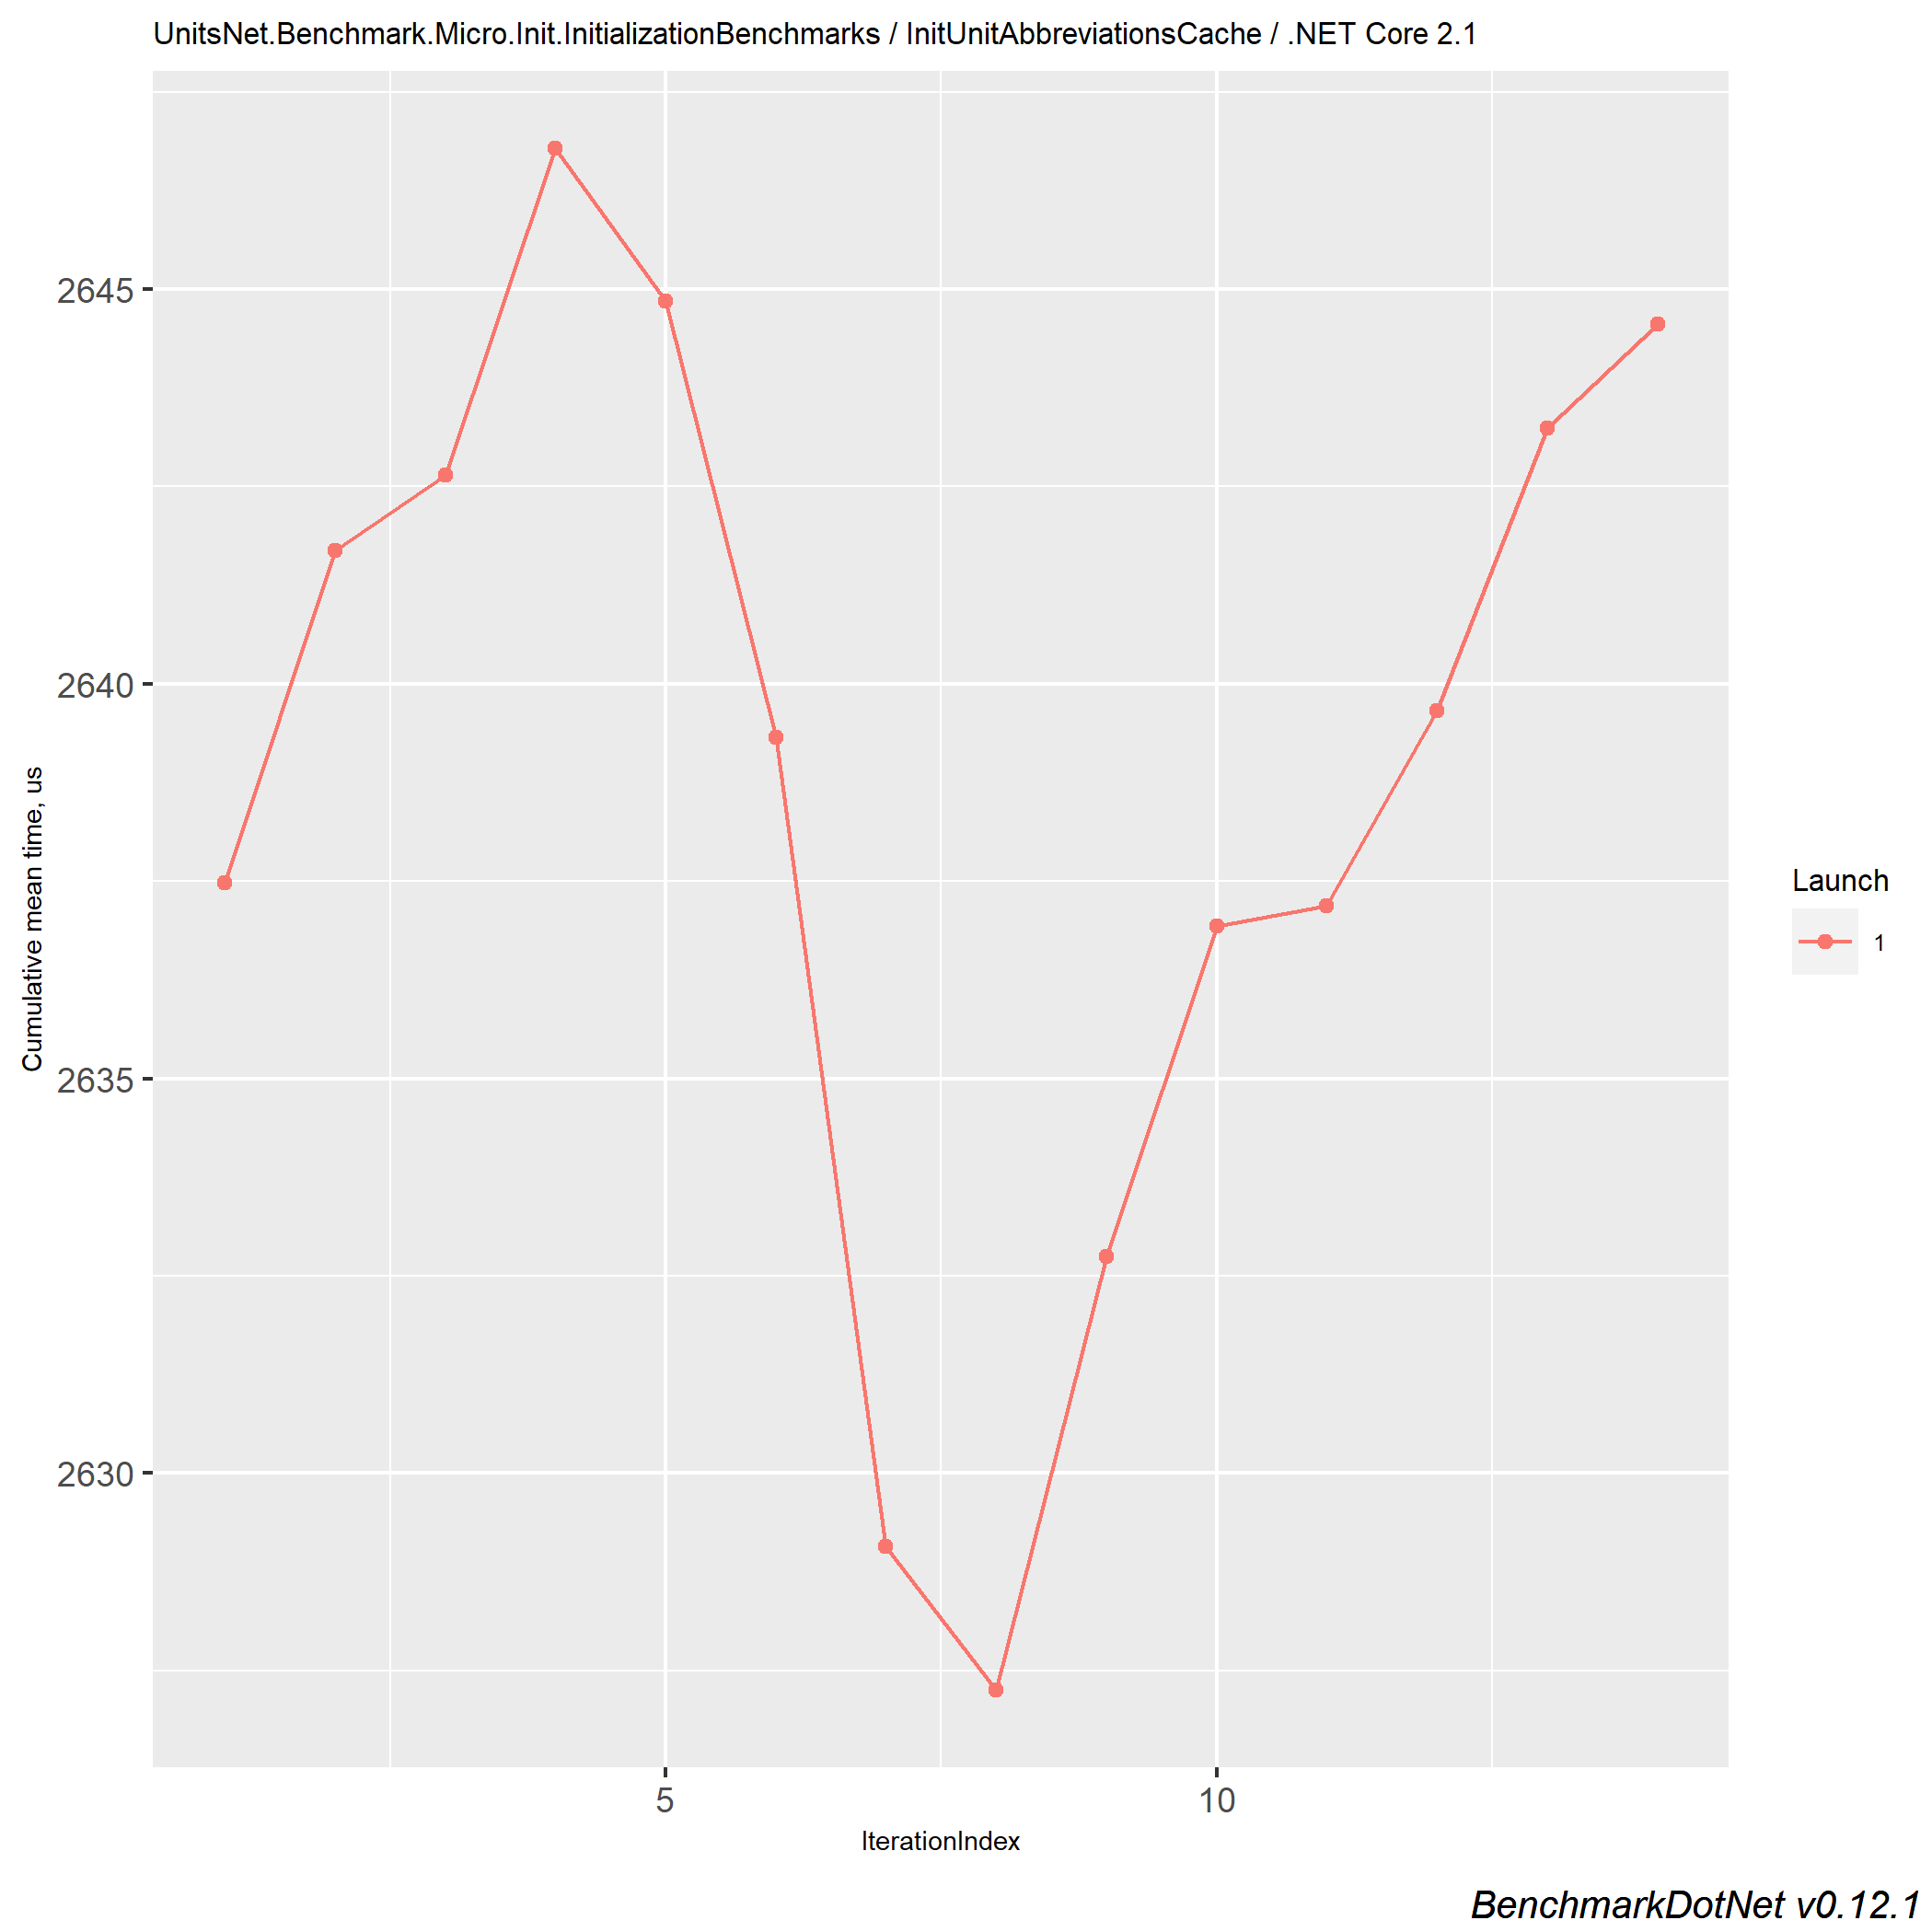 UnitsNet.Benchmark.Micro.Init.InitializationBenchmarks / InitUnitAbbreviationsCache / .NET Core 2.1
2645
2640
2635
2630
Cumulative mean time, us
5
10
IterationIndex
Launch
1
BenchmarkDotNet v0.12.1